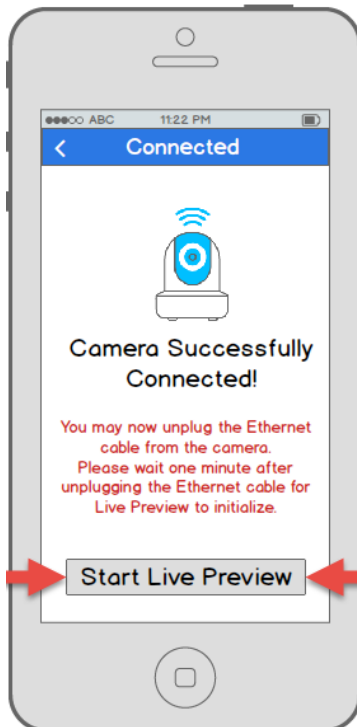 ABC 11:22 PM
Connected
Camera Successfully
Connected!
You may now unplug the Ethernet
cable from the camera.
Please wait one minute after
unplugging the Ethernet cable for
Live Preview to initialize.
Start Live Preview